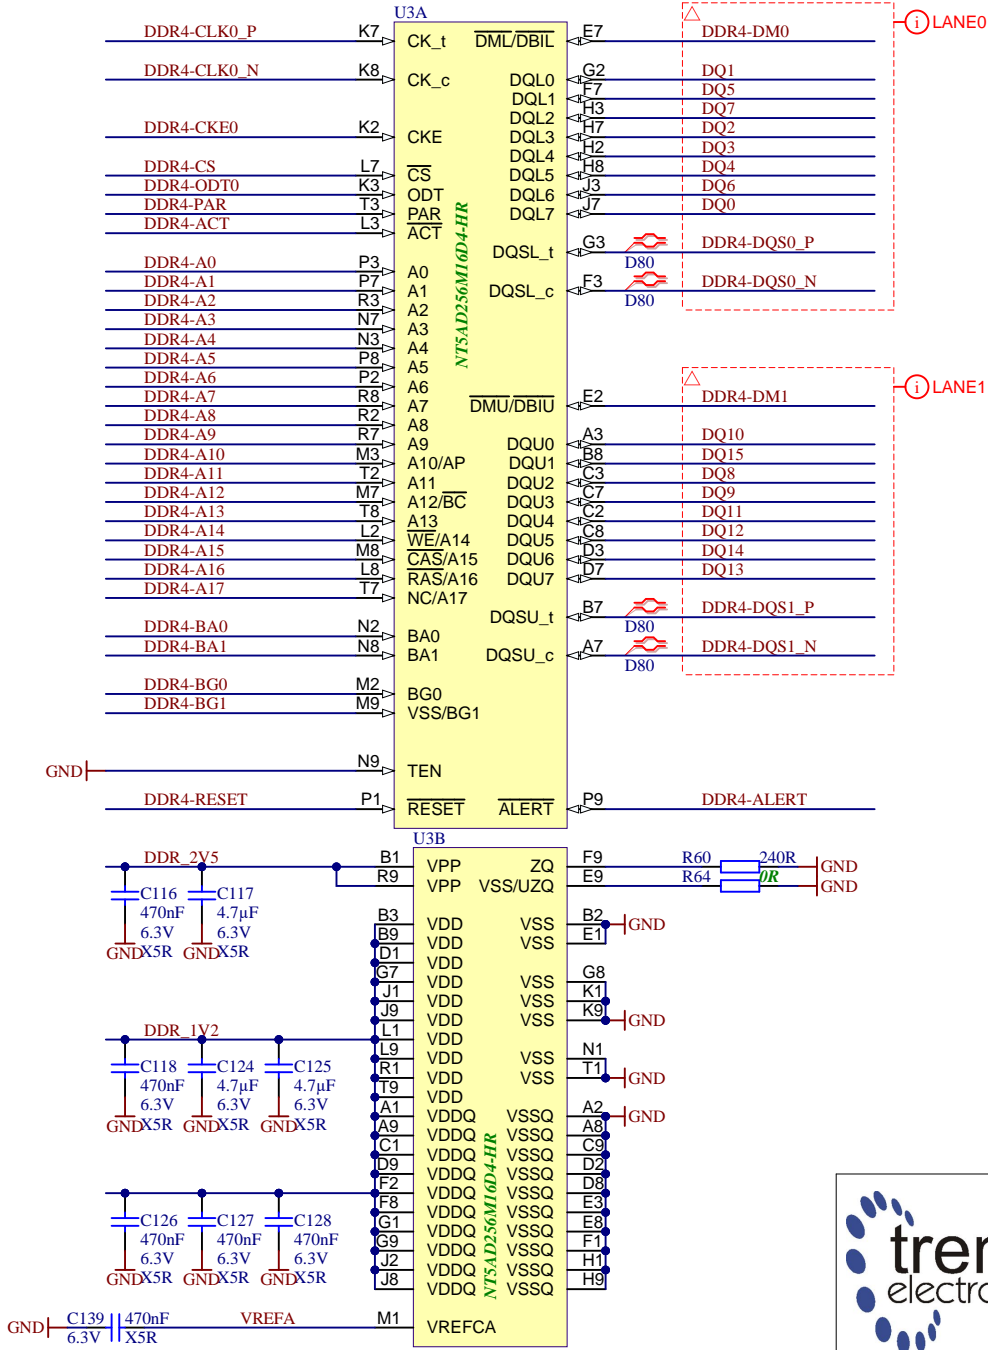 U3A
DDR4-CLK0_P K7 CK_t DML/DBIL E7 DDR4-DM0 LANE0
DDR4-CLK0_N K8 CK_c DQL0 G2 DQ1
DQL1 F7 DQ5
DQL2 H3 DQ7
DDR4-CKE0 K2 CKE DQL3 H7 DQ2
DQL4 H2 DQ3
DDR4-CS L7 CS DQL5 H8 DQ4
DDR4-ODT0 K3 ODT DQL6 J3 DQ6
DDR4-PAR T3 PAR DQL7 J7 DQ0
DDR4-ACT L3 ACT
DQSL_t G3 D80 DDR4-DQS0_P
DDR4-A0 P3 A0
DDR4-A1 P7 A1 DQSL_c F3 D80 DDR4-DQS0_N
DDR4-A2 R3 A2
DDR4-A3 N7 A3
DDR4-A4 N3 A4
DDR4-A5 P8 A5
DDR4-A6 P2 A6
DDR4-A7 R8 A7 DMU/DBIU E2 DDR4-DM1 LANE1
DDR4-A8 R2 A8
DDR4-A9 R7 A9 DQU0 A3 DQ10
DDR4-A10 M3 A10/AP DQU1 B8 DQ15
DDR4-A11 T2 A11 DQU2 C3 DQ8
DDR4-A12 M7 A12/BC DQU3 C7 DQ9
DDR4-A13 T8 A13 DQU4 C2 DQ11
DDR4-A14 L2 WE/A14 DQU5 C8 DQ12
DDR4-A15 M8 CAS/A15 DQU6 D3 DQ14
DDR4-A16 L8 RAS/A16 DQU7 D7 DQ13
DDR4-A17 T7 NC/A17
DQSU_t B7 D80 DDR4-DQS1_P
DDR4-BA0 N2 BA0
DDR4-BA1 N8 BA1 DQSU_c A7 D80 DDR4-DQS1_N
DDR4-BG0 M2 BG0
DDR4-BG1 M9 VSS/BG1
GND N9 TEN
DDR4-RESET P1 RESET ALERT P9 DDR4-ALERT
NT5AD256M16D4-HR
U3B
DDR_2V5 B1 VPP ZQ F9 R60 240R GND
R9 VPP VSS/UZQ E9 R64 0R GND
C116 C117
470nF 4.7µF
6.3V 6.3V
GND X5R GND X5R
B3 VDD VSS B2 GND
B9 VDD VSS E1
D1 VDD
G7 VDD VSS G8
J1 VDD VSS K1
J9 VDD VSS K9 GND
DDR_1V2 L1 VDD
L9 VDD VSS N1
R1 VDD VSS T1 GND
T9 VDD
C118 C124 C125
470nF 4.7µF 4.7µF
6.3V 6.3V 6.3V
GND X5R GND X5R GND X5R
A1 VDDQ VSSQ A2 GND
A9 VDDQ VSSQ A8
C1 VDDQ VSSQ C9
D9 VDDQ VSSQ D2
F2 VDDQ VSSQ D8
F8 VDDQ VSSQ E3
G1 VDDQ VSSQ E8
G9 VDDQ VSSQ F1
J2 VDDQ VSSQ H1
J8 VDDQ VSSQ H9
C126 C127 C128
470nF 470nF 470nF
6.3V 6.3V 6.3V
GND X5R GND X5R GND X5R
NT5AD256M16D4-HR
GND C139 470nF VREFA M1 VREFCA
6.3V X5R
tren
electro